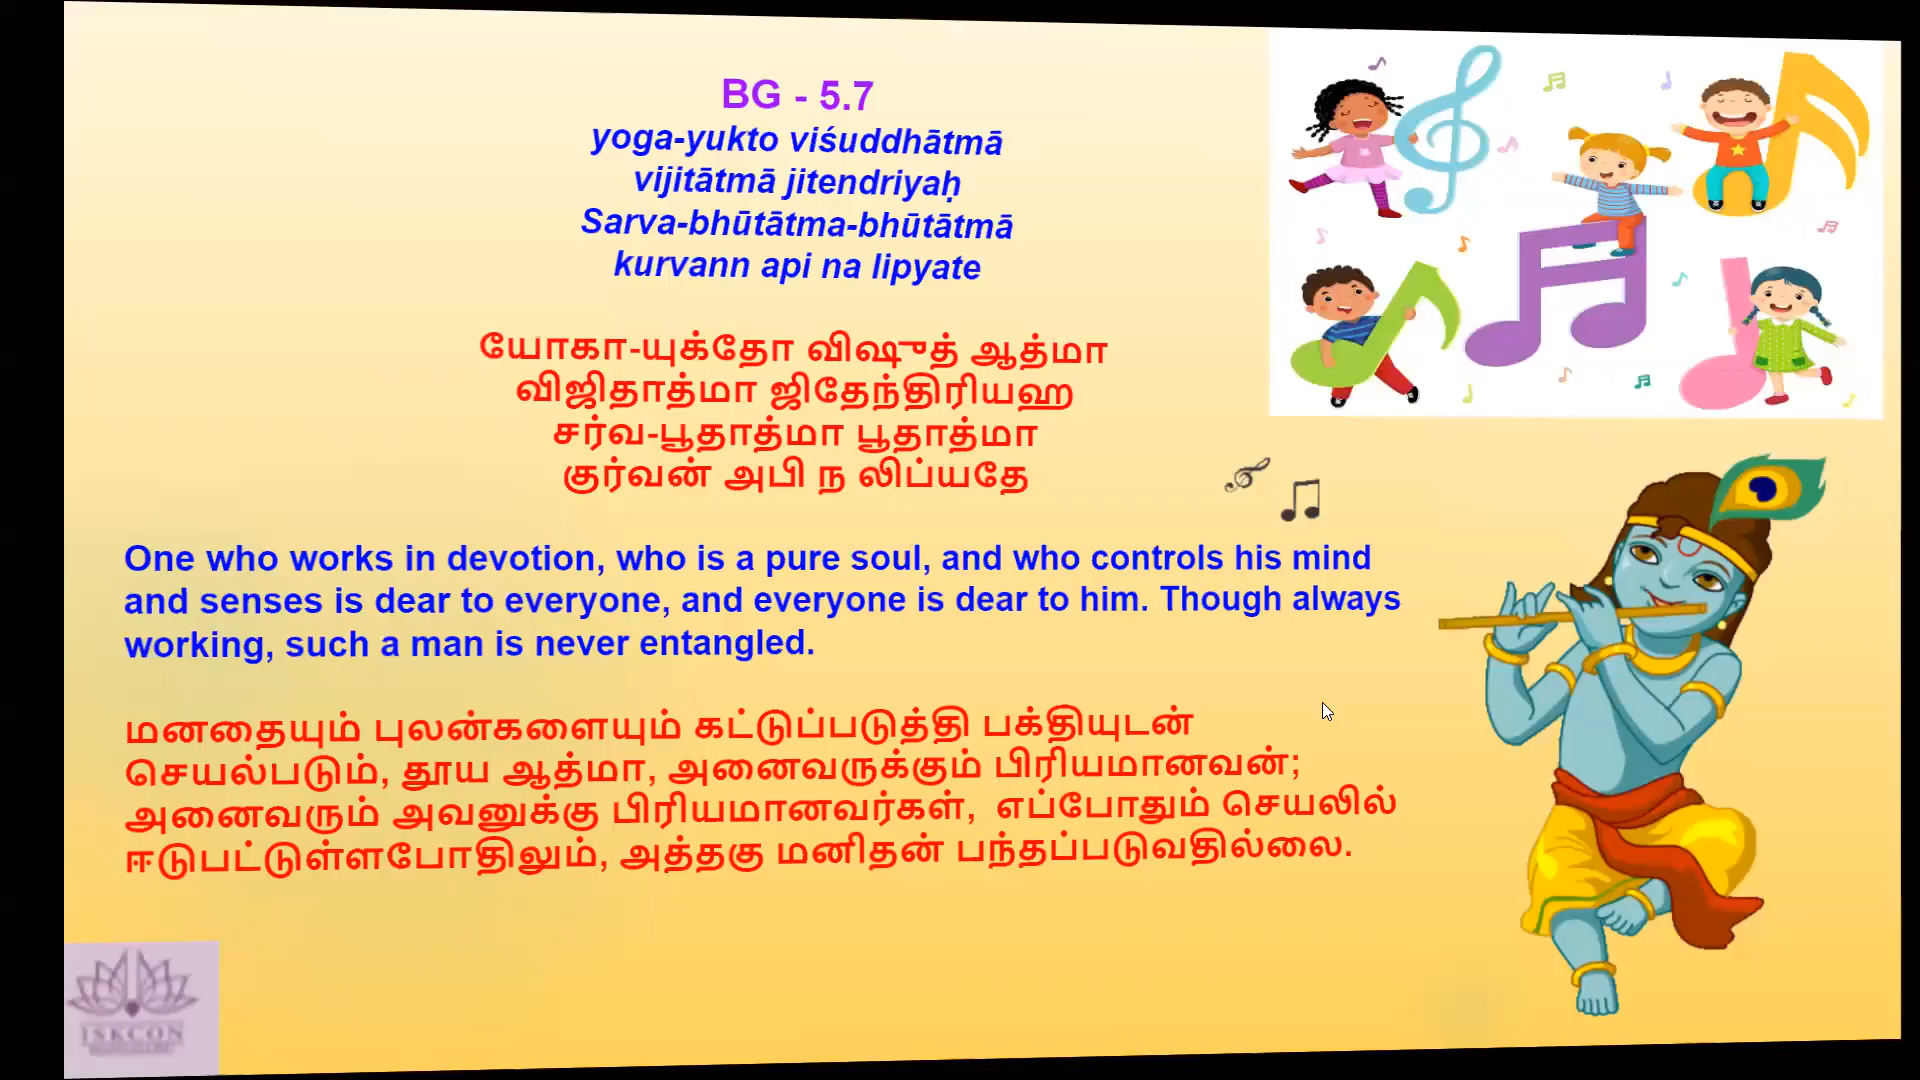 BG - 5.7
yoga-yukto viśuddhātmā
vijitātmā jitendriyaḥ
Sarva-bhūtātma-bhūtātmā
kurvann api na lipyate
யோகா-யுக்தோ விஷுத் ஆத்மா
விஜிதாத்மா ஜிதேந்திரியஹ
சர்வ-பூதாத்மா பூதாத்மா
குர்வன் அபி ந லிப்யதே
One who works in devotion, who is a pure soul, and who controls his mind
and senses is dear to everyone, and everyone is dear to him. Though always
working, such a man is never entangled.
மனதையும் புலன்களையும் கட்டுப்படுத்தி பக்தியுடன்
செயல்படும், தூய ஆத்மா, அனைவருக்கும் பிரியமானவன்;
அனைவரும் அவனுக்கு பிரியமானவர்கள், எப்போதும் செயலில்
ஈடுபட்டுள்ளபோதிலும், அத்தகு மனிதன் பந்தப்படுவதில்லை.
ISKCON